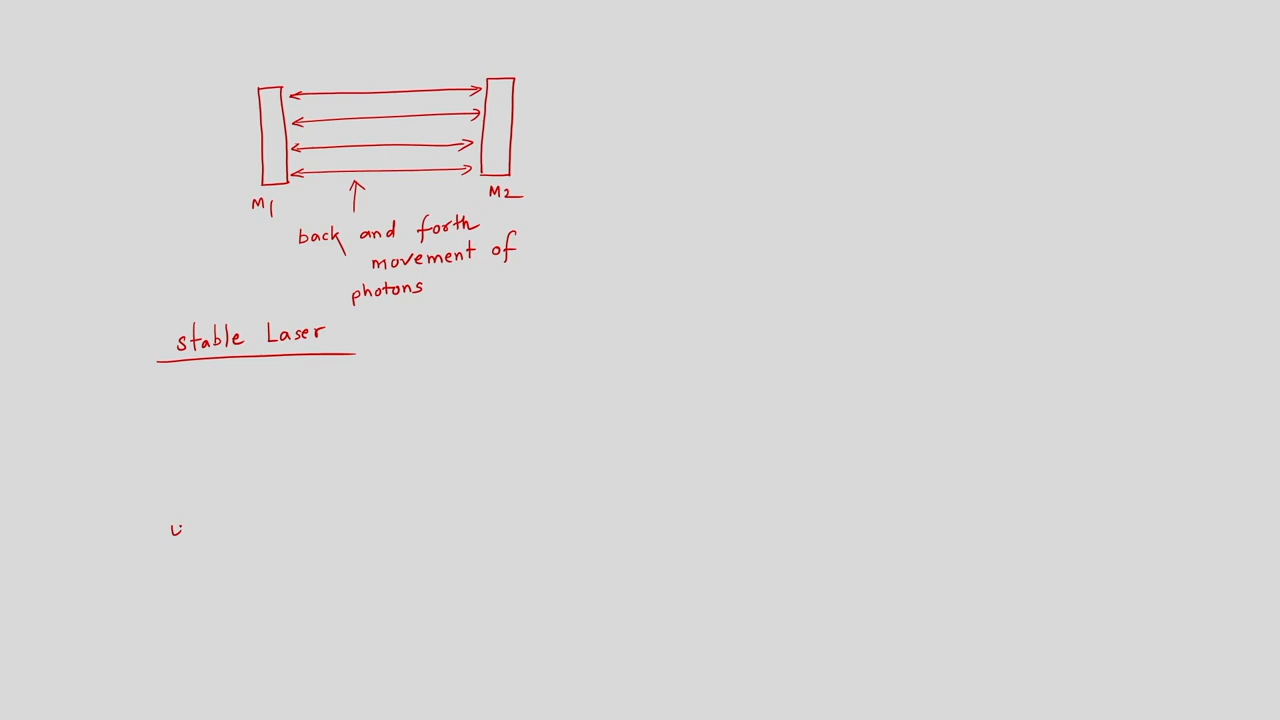 M1
M2
back and forth
movement of
photons
stable Laser